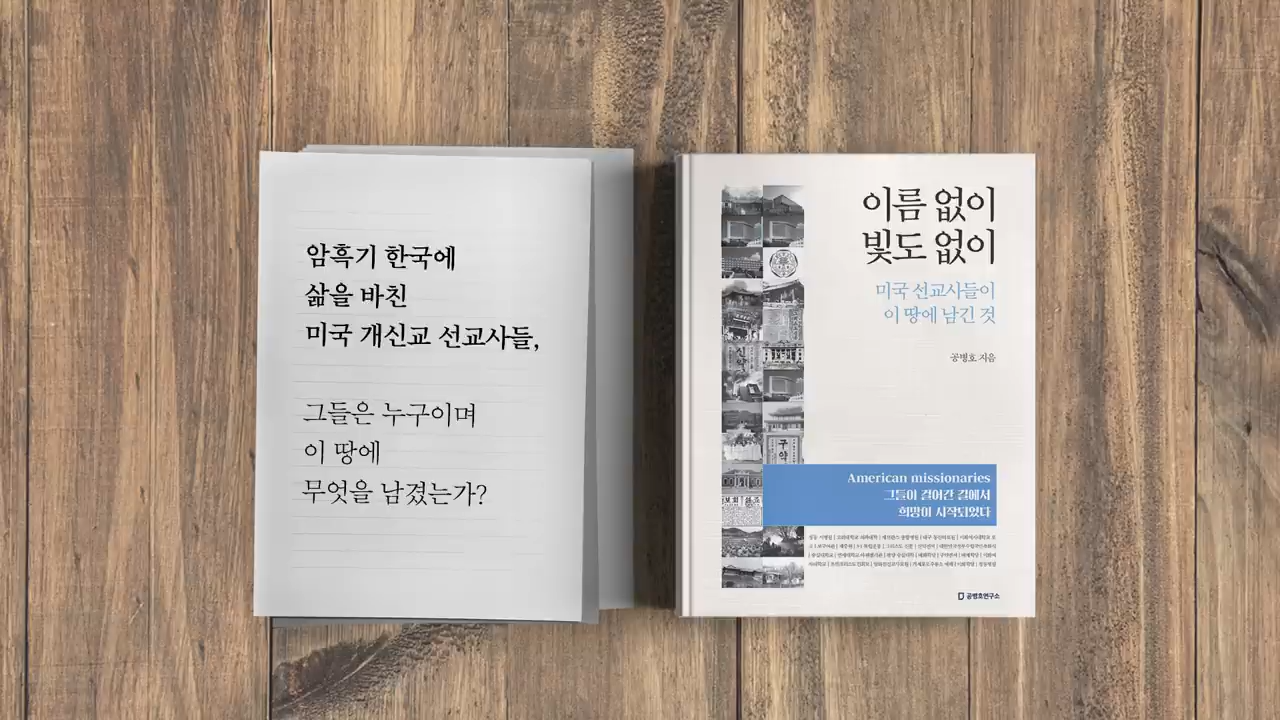 암흑기 한국에
삶을 바친
미국 개신교 선교사들,
그들은 누구이며
이 땅에
무엇을 남겼는가?
이름 없이
빛도 없이
미국 선교사들이
이 땅에 남긴 것
공병호 지음
신약
구약
American missionaries
그들이 걸어간 길에서
희망이 시작되었다
공병호연구소